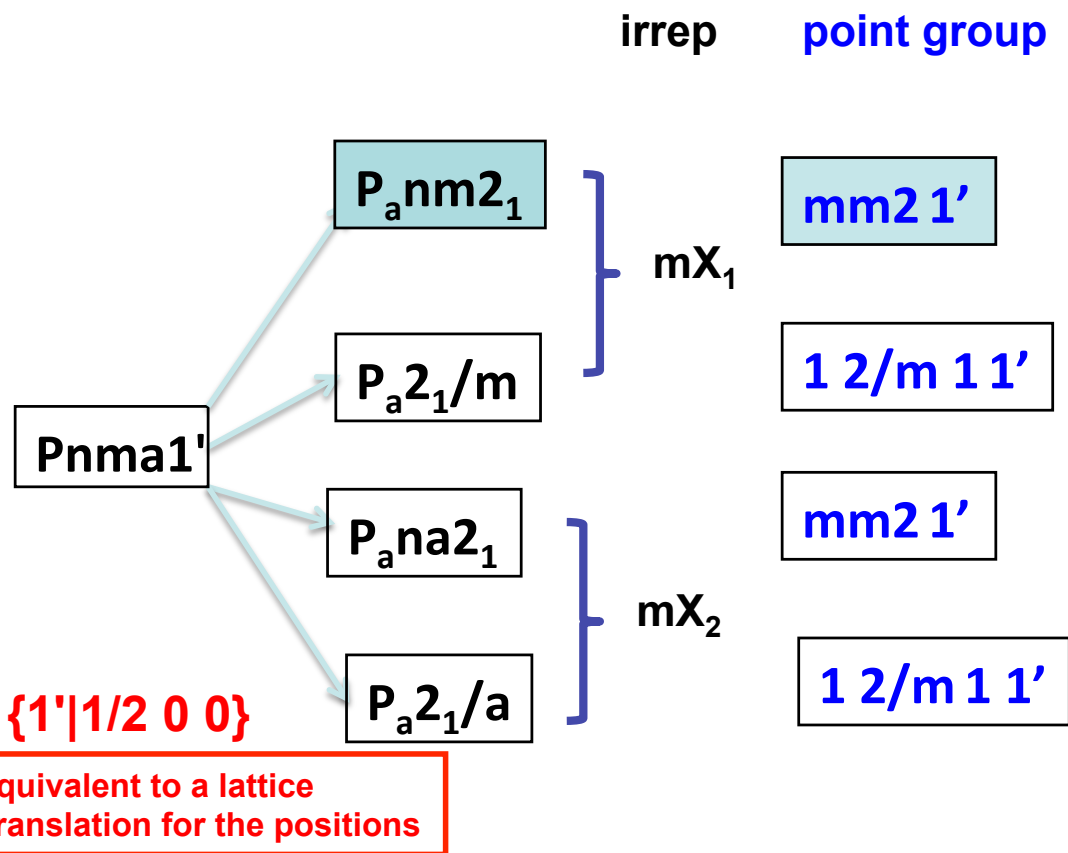 irrep point group
Pₐnm2₁
mm2 1’
mX₁
Pₐ2₁/m
1 2/m 1 1’
Pnma1'
Pₐna2₁
mm2 1’
mX₂
Pₐ2₁/a
1 2/m 1 1’
{1'|1/2 0 0}
quivalent to a lattice
ranslation for the positions